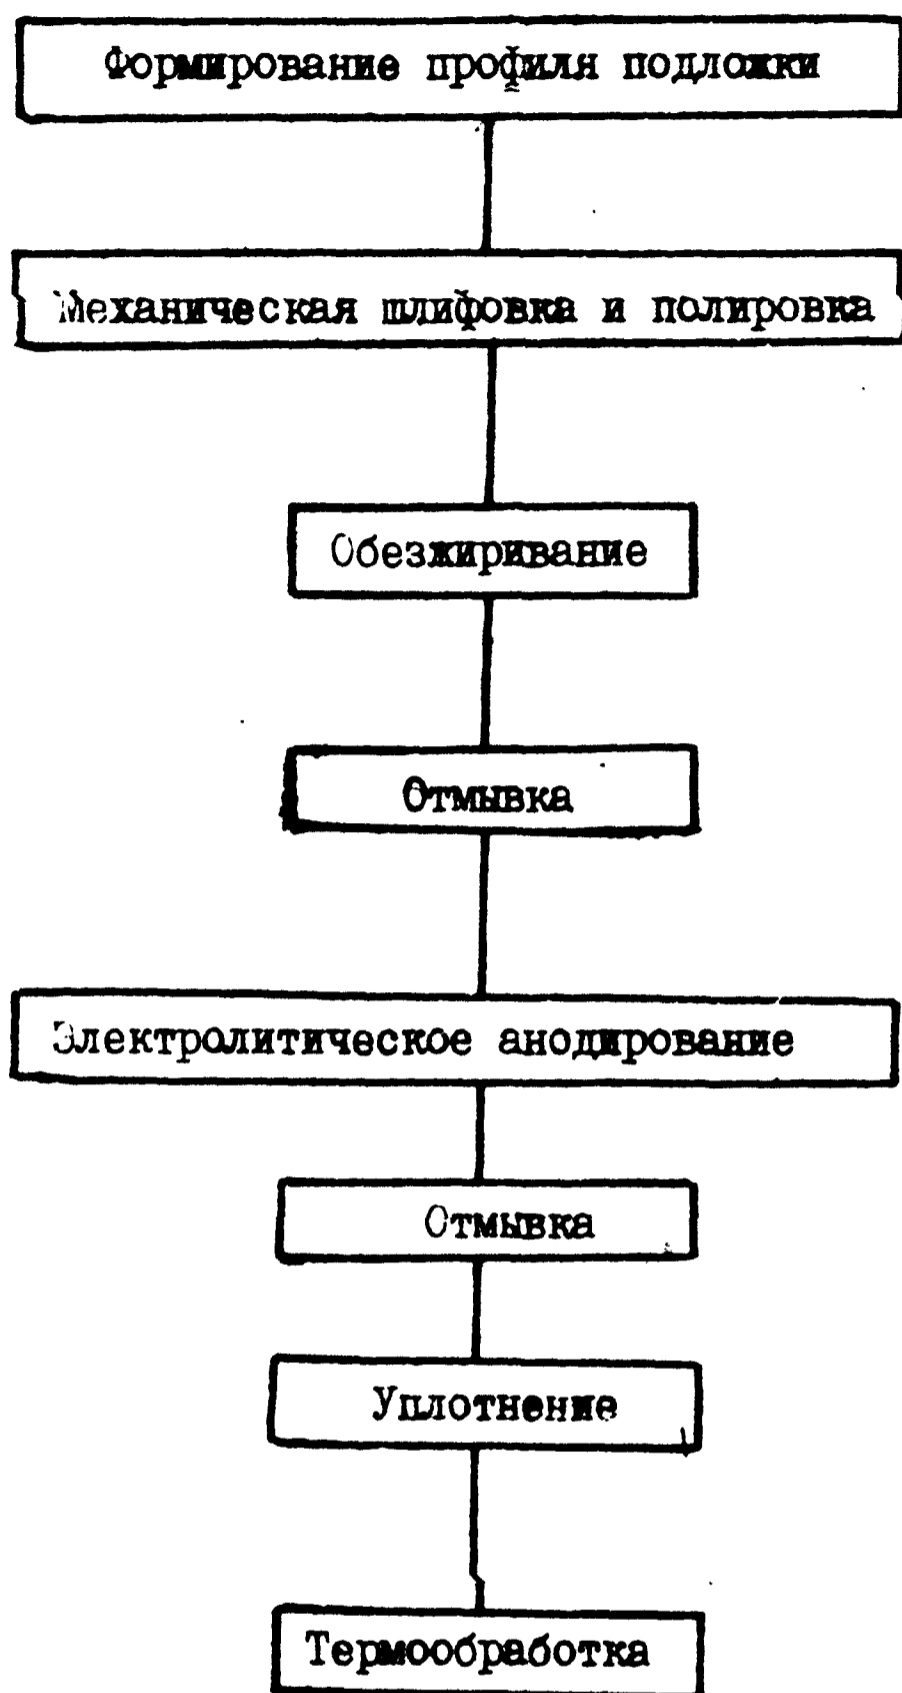 Формирование профиля подложки
Механическая шлифовка и полировка
Обезжиривание
Отмывка
Электролитическое анодирование
Отмывка
Уплотнение
Термообработка